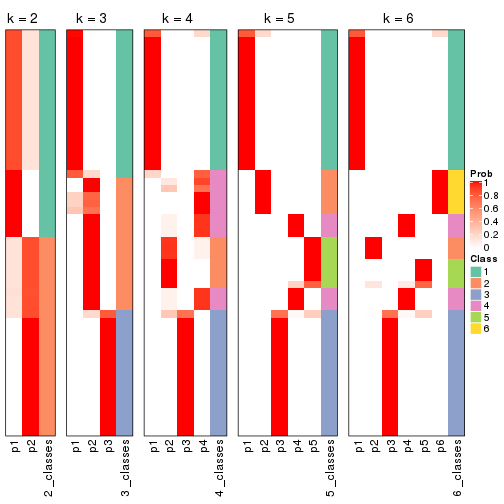 k = 2
k = 3
k = 4
k = 5
k = 6
p1
p2
2_classes
p1
p2
p3
3_classes
p1
p2
p3
p4
4_classes
p1
p2
p3
p4
p5
5_classes
p1
p2
p3
p4
p5
p6
6_classes
Prob
1
0.8
0.6
0.4
0.2
0
Class
1
2
3
4
5
6